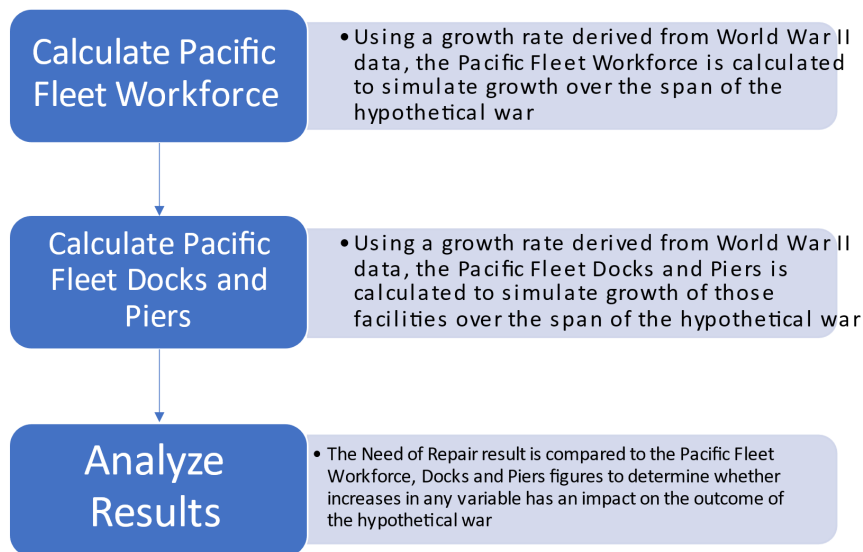 Calculate Pacific
Fleet Workforce
• Using a growth rate derived from World War II
data, the Pacific Fleet Workforce is calculated
to simulate growth over the span of the
hypothetical war
Calculate Pacific
Fleet Docks and
Piers
• Using a growth rate derived from World War II
data, the Pacific Fleet Docks and Piers is
calculated to simulate growth of those
facilities over the span of the hypothetical war
Analyze
Results
• The Need of Repair result is compared to the Pacific Fleet
Workforce, Docks and Piers figures to determine whether
increases in any variable has an impact on the outcome of
the hypothetical war